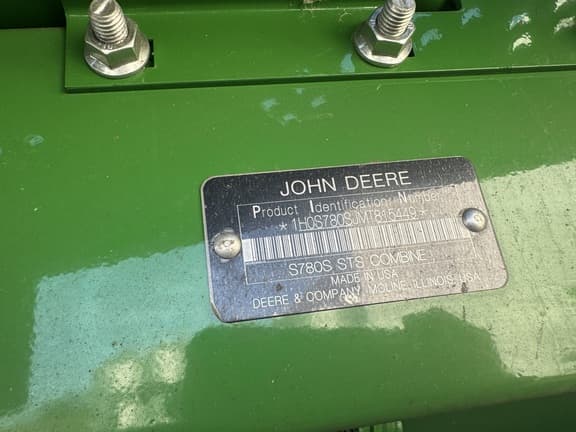 JOHN DEERE
Product Identification Number
*1H0S780SJMT815449*
S780S STS COMBINE
MADE IN USA
DEERE & COMPANY MOLINE, ILLINOIS USA